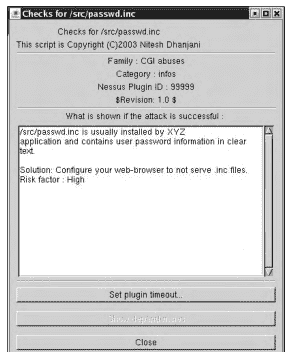 Checks for /src/passwd.inc
Checks for /src/passwd.inc
This script is Copyright (C)2003 Nitesh Dhanjani
Family : CGI abuses
Category : infos
Nessus Plugin ID : 99999
$Revision: 1.0 $
What is shown if the attack is successful :
/src/passwd.inc is usually installed by XYZ
application and contains user password information in clear
text.
Solution: Configure your web-browser to not serve .inc files.
Risk factor : High
Set plugin timeout...
Show dependencies
Close